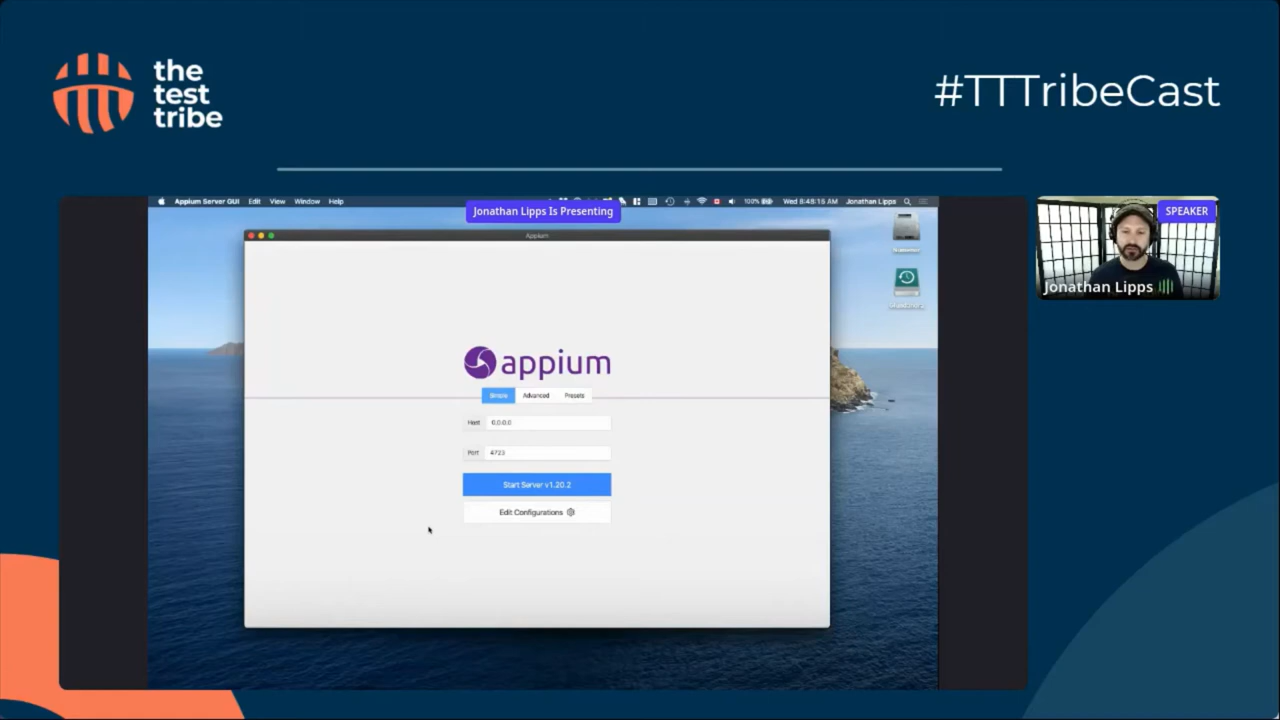 the
test
tribe
#TTTribeCast
Appium Server GUI Edit View Window Help
100% Wed 8:48:16 AM Jonathan Lipps
Jonathan Lipps Is Presenting
Appium
SPEAKER
Jonathan Lipps
appium
Simple Advanced Presets
Host 0.0.0.0
Port 4723
Start Server v1.20.2
Edit Configurations